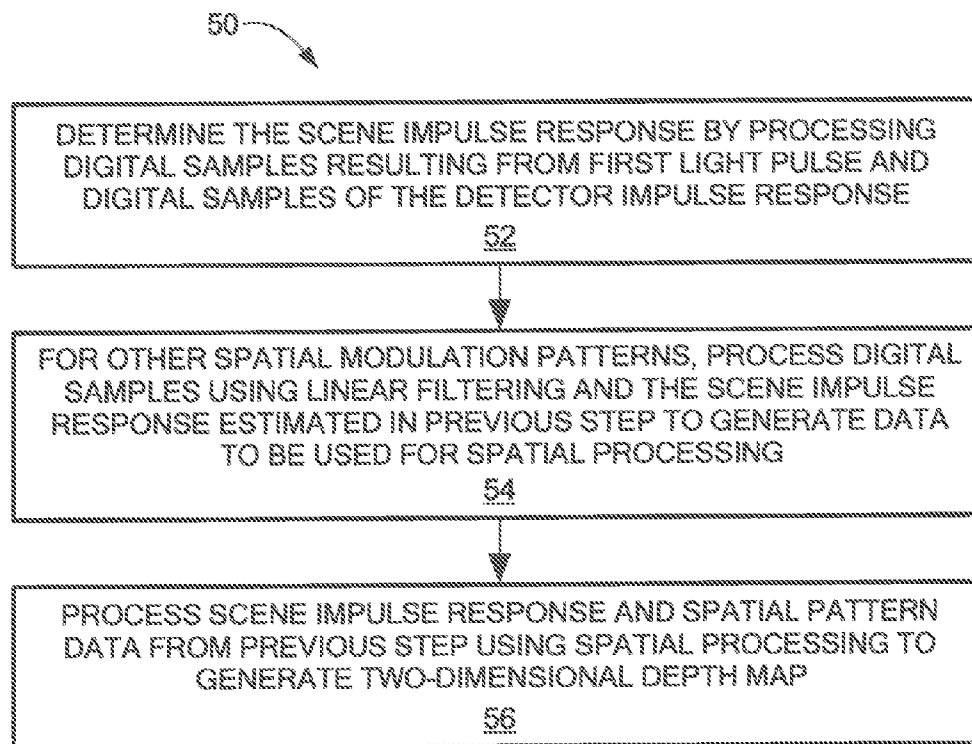 50
DETERMINE THE SCENE IMPULSE RESPONSE BY PROCESSING
DIGITAL SAMPLES RESULTING FROM FIRST LIGHT PULSE AND
DIGITAL SAMPLES OF THE DETECTOR IMPULSE RESPONSE
52
FOR OTHER SPATIAL MODULATION PATTERNS, PROCESS DIGITAL
SAMPLES USING LINEAR FILTERING AND THE SCENE IMPULSE
RESPONSE ESTIMATED IN PREVIOUS STEP TO GENERATE DATA
TO BE USED FOR SPATIAL PROCESSING
54
PROCESS SCENE IMPULSE RESPONSE AND SPATIAL PATTERN
DATA FROM PREVIOUS STEP USING SPATIAL PROCESSING TO
GENERATE TWO-DIMENSIONAL DEPTH MAP
56